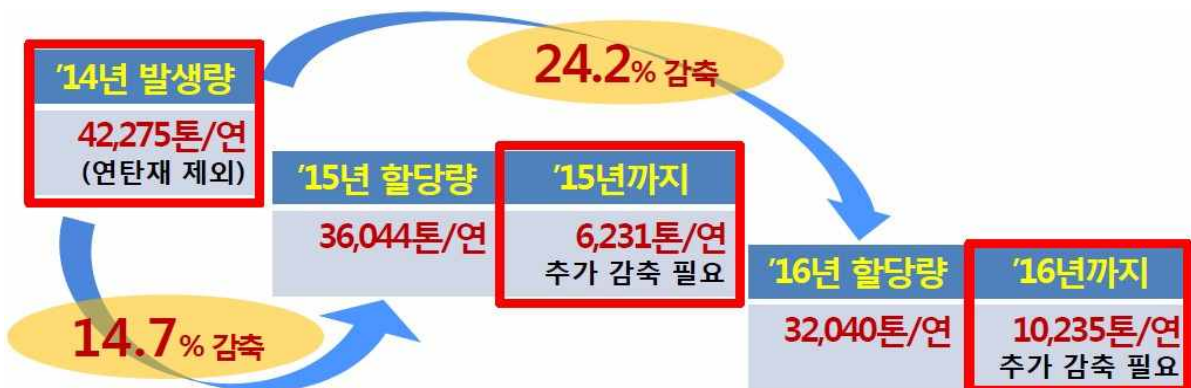 '14년 발생량
42,275톤/연
(연탄재 제외)
24.2% 감축
14.7% 감축
'15년 할당량
36,044톤/연
'15년까지
6,231톤/연
추가 감축 필요
'16년 할당량
32,040톤/연
'16년까지
10,235톤/연
추가 감축 필요